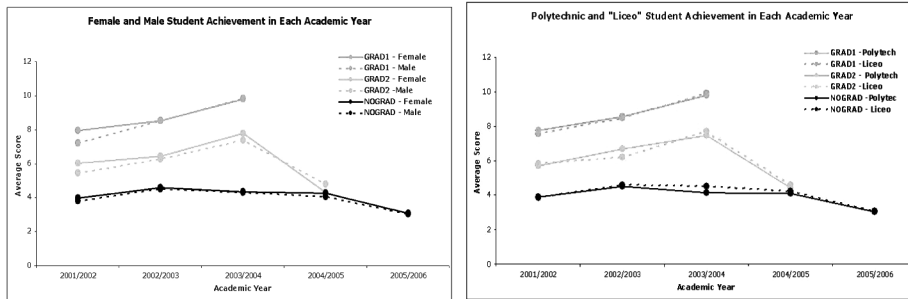 Female and Male Student Achievement in Each Academic Year
12
10
8
6
4
2
0
Average Score
GRAD1 - Female
GRAD1 - Male
GRAD2 - Female
GRAD2 -Male
NOGRAD - Female
NOGRAD - Male
2001/2002 2002/2003 2003/2004 2004/2005 2005/2006
Academic Year
Polytechnic and "Liceo" Student Achievement in Each Academic Year
12
10
8
6
4
2
0
Average Score
GRAD1 -Polytech
GRAD1 -Liceo
GRAD2 - Polytech
GRAD2 -Liceo
NOGRAD - Polytec
NOGRAD - Liceo
2001/2002 2002/2003 2003/2004 2004/2005 2005/2006
Academic Year